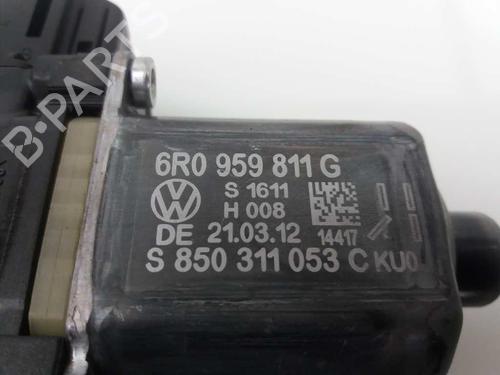 B-PARTS
6R0 959 811 G
S 1611
H 008
DE 21.03.12 14417
S 850 311 053 C KU0